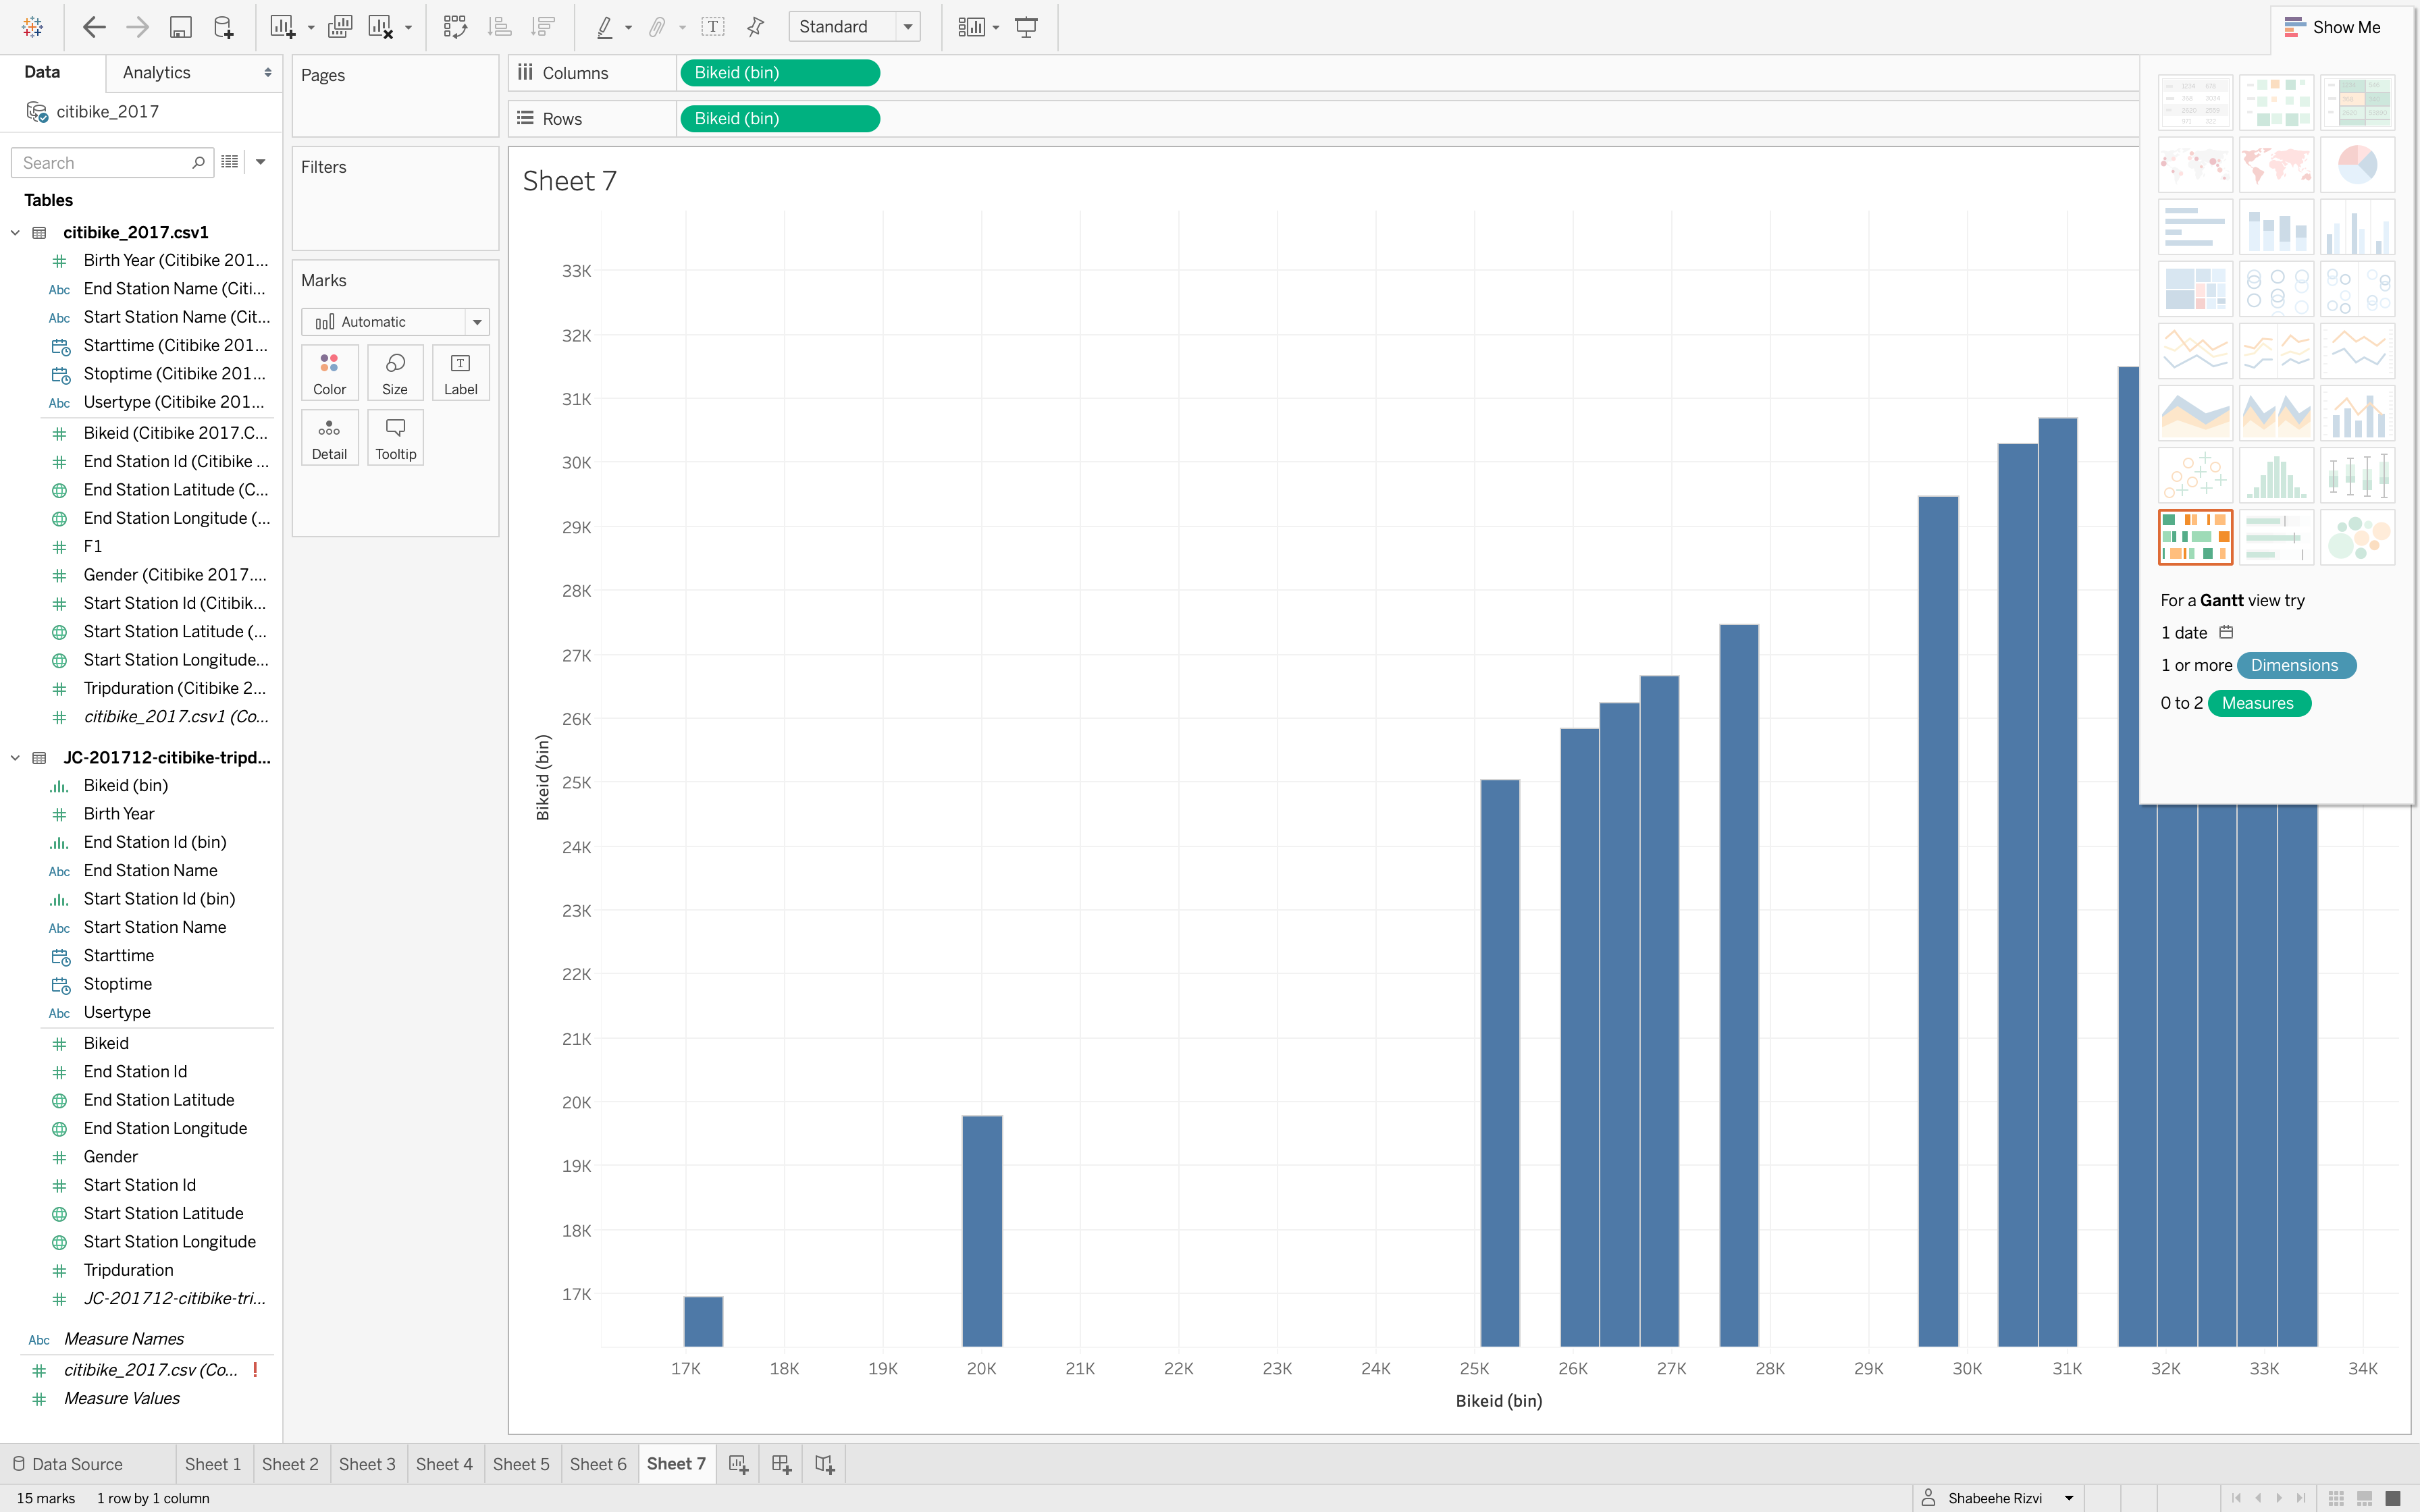 Standard
Show Me
Data
Analytics
Pages
Columns
Bikeid (bin)
citibike_2017
Rows
Bikeid (bin)
Search
Filters
Sheet 7
Tables
citibike_2017.csv1
Birth Year (Citibike 201...
Abc End Station Name (Citi...
Abc Start Station Name (Cit...
Starttime (Citibike 201...
Stoptime (Citibike 201...
Abc Usertype (Citibike 201...
Bikeid (Citibike 2017.C...
End Station Id (Citibike ...
End Station Latitude (C...
End Station Longitude (...
F1
Gender (Citibike 2017....
Start Station Id (Citibik...
Start Station Latitude (...
Start Station Longitude...
Tripduration (Citibike 2...
citibike_2017.csv1 (Co...
JC-201712-citibike-tripd...
Bikeid (bin)
Birth Year
End Station Id (bin)
Abc End Station Name
Start Station Id (bin)
Abc Start Station Name
Starttime
Stoptime
Abc Usertype
Bikeid
End Station Id
End Station Latitude
End Station Longitude
Gender
Start Station Id
Start Station Latitude
Start Station Longitude
Tripduration
JC-201712-citibike-tri...
Abc Measure Names
citibike_2017.csv (Co... !
Measure Values
Marks
Automatic
Color
Size
Label
Detail
Tooltip
33K
32K
31K
30K
29K
28K
27K
26K
25K
24K
23K
22K
21K
20K
19K
18K
17K
Bikeid (bin)
17K 18K 19K 20K 21K 22K 23K 24K 25K 26K 27K 28K 29K 30K 31K 32K 33K 34K
Bikeid (bin)
For a Gantt view try
1 date
1 or more Dimensions
0 to 2 Measures
Data Source
Sheet 1
Sheet 2
Sheet 3
Sheet 4
Sheet 5
Sheet 6
Sheet 7
15 marks
1 row by 1 column
Shabeehe Rizvi